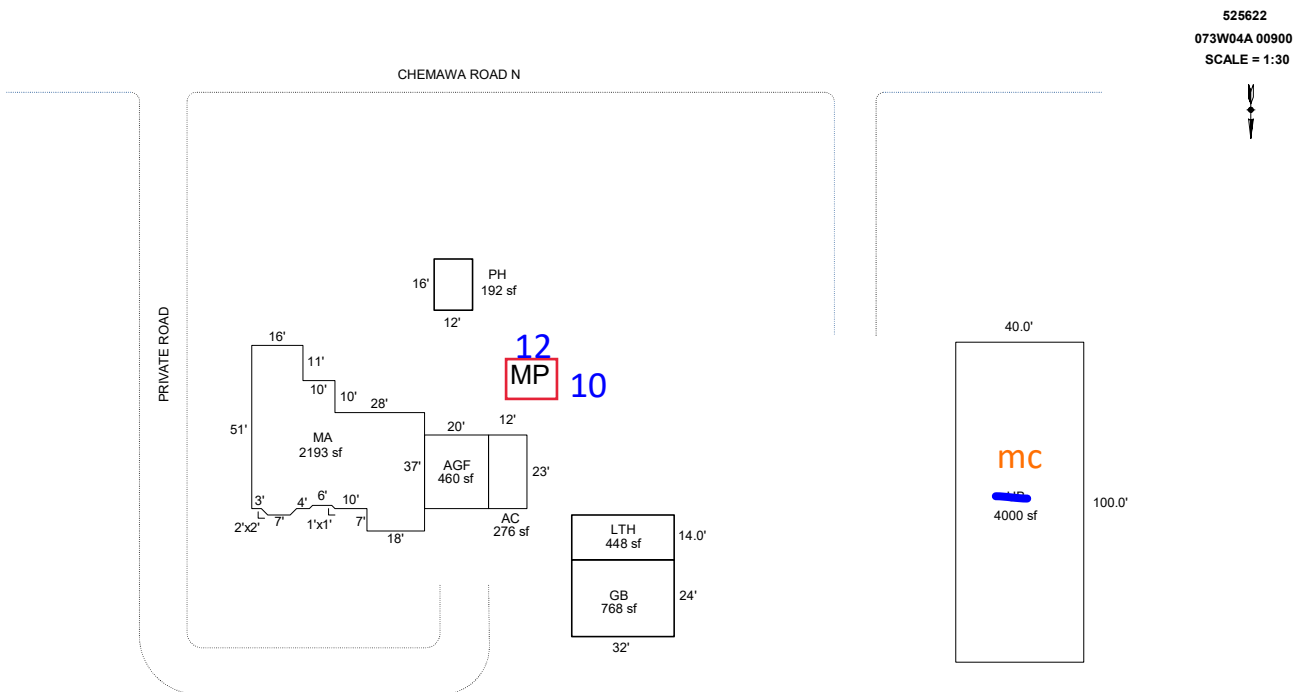 525622
073W04A 00900
SCALE = 1:30
CHEMAWA ROAD N
PRIVATE ROAD
16'
PH
192 sf
12'
12
MP
10
16'
11'
10'
10'
28'
51'
MA
2193 sf
37'
20'
12'
AGF
460 sf
23'
AC
276 sf
3'
2'x2'
7'
4'
6'
1'x1'
10'
7'
18'
LTH
448 sf
14.0'
GB
768 sf
24'
32'
40.0'
mc
4000 sf
100.0'